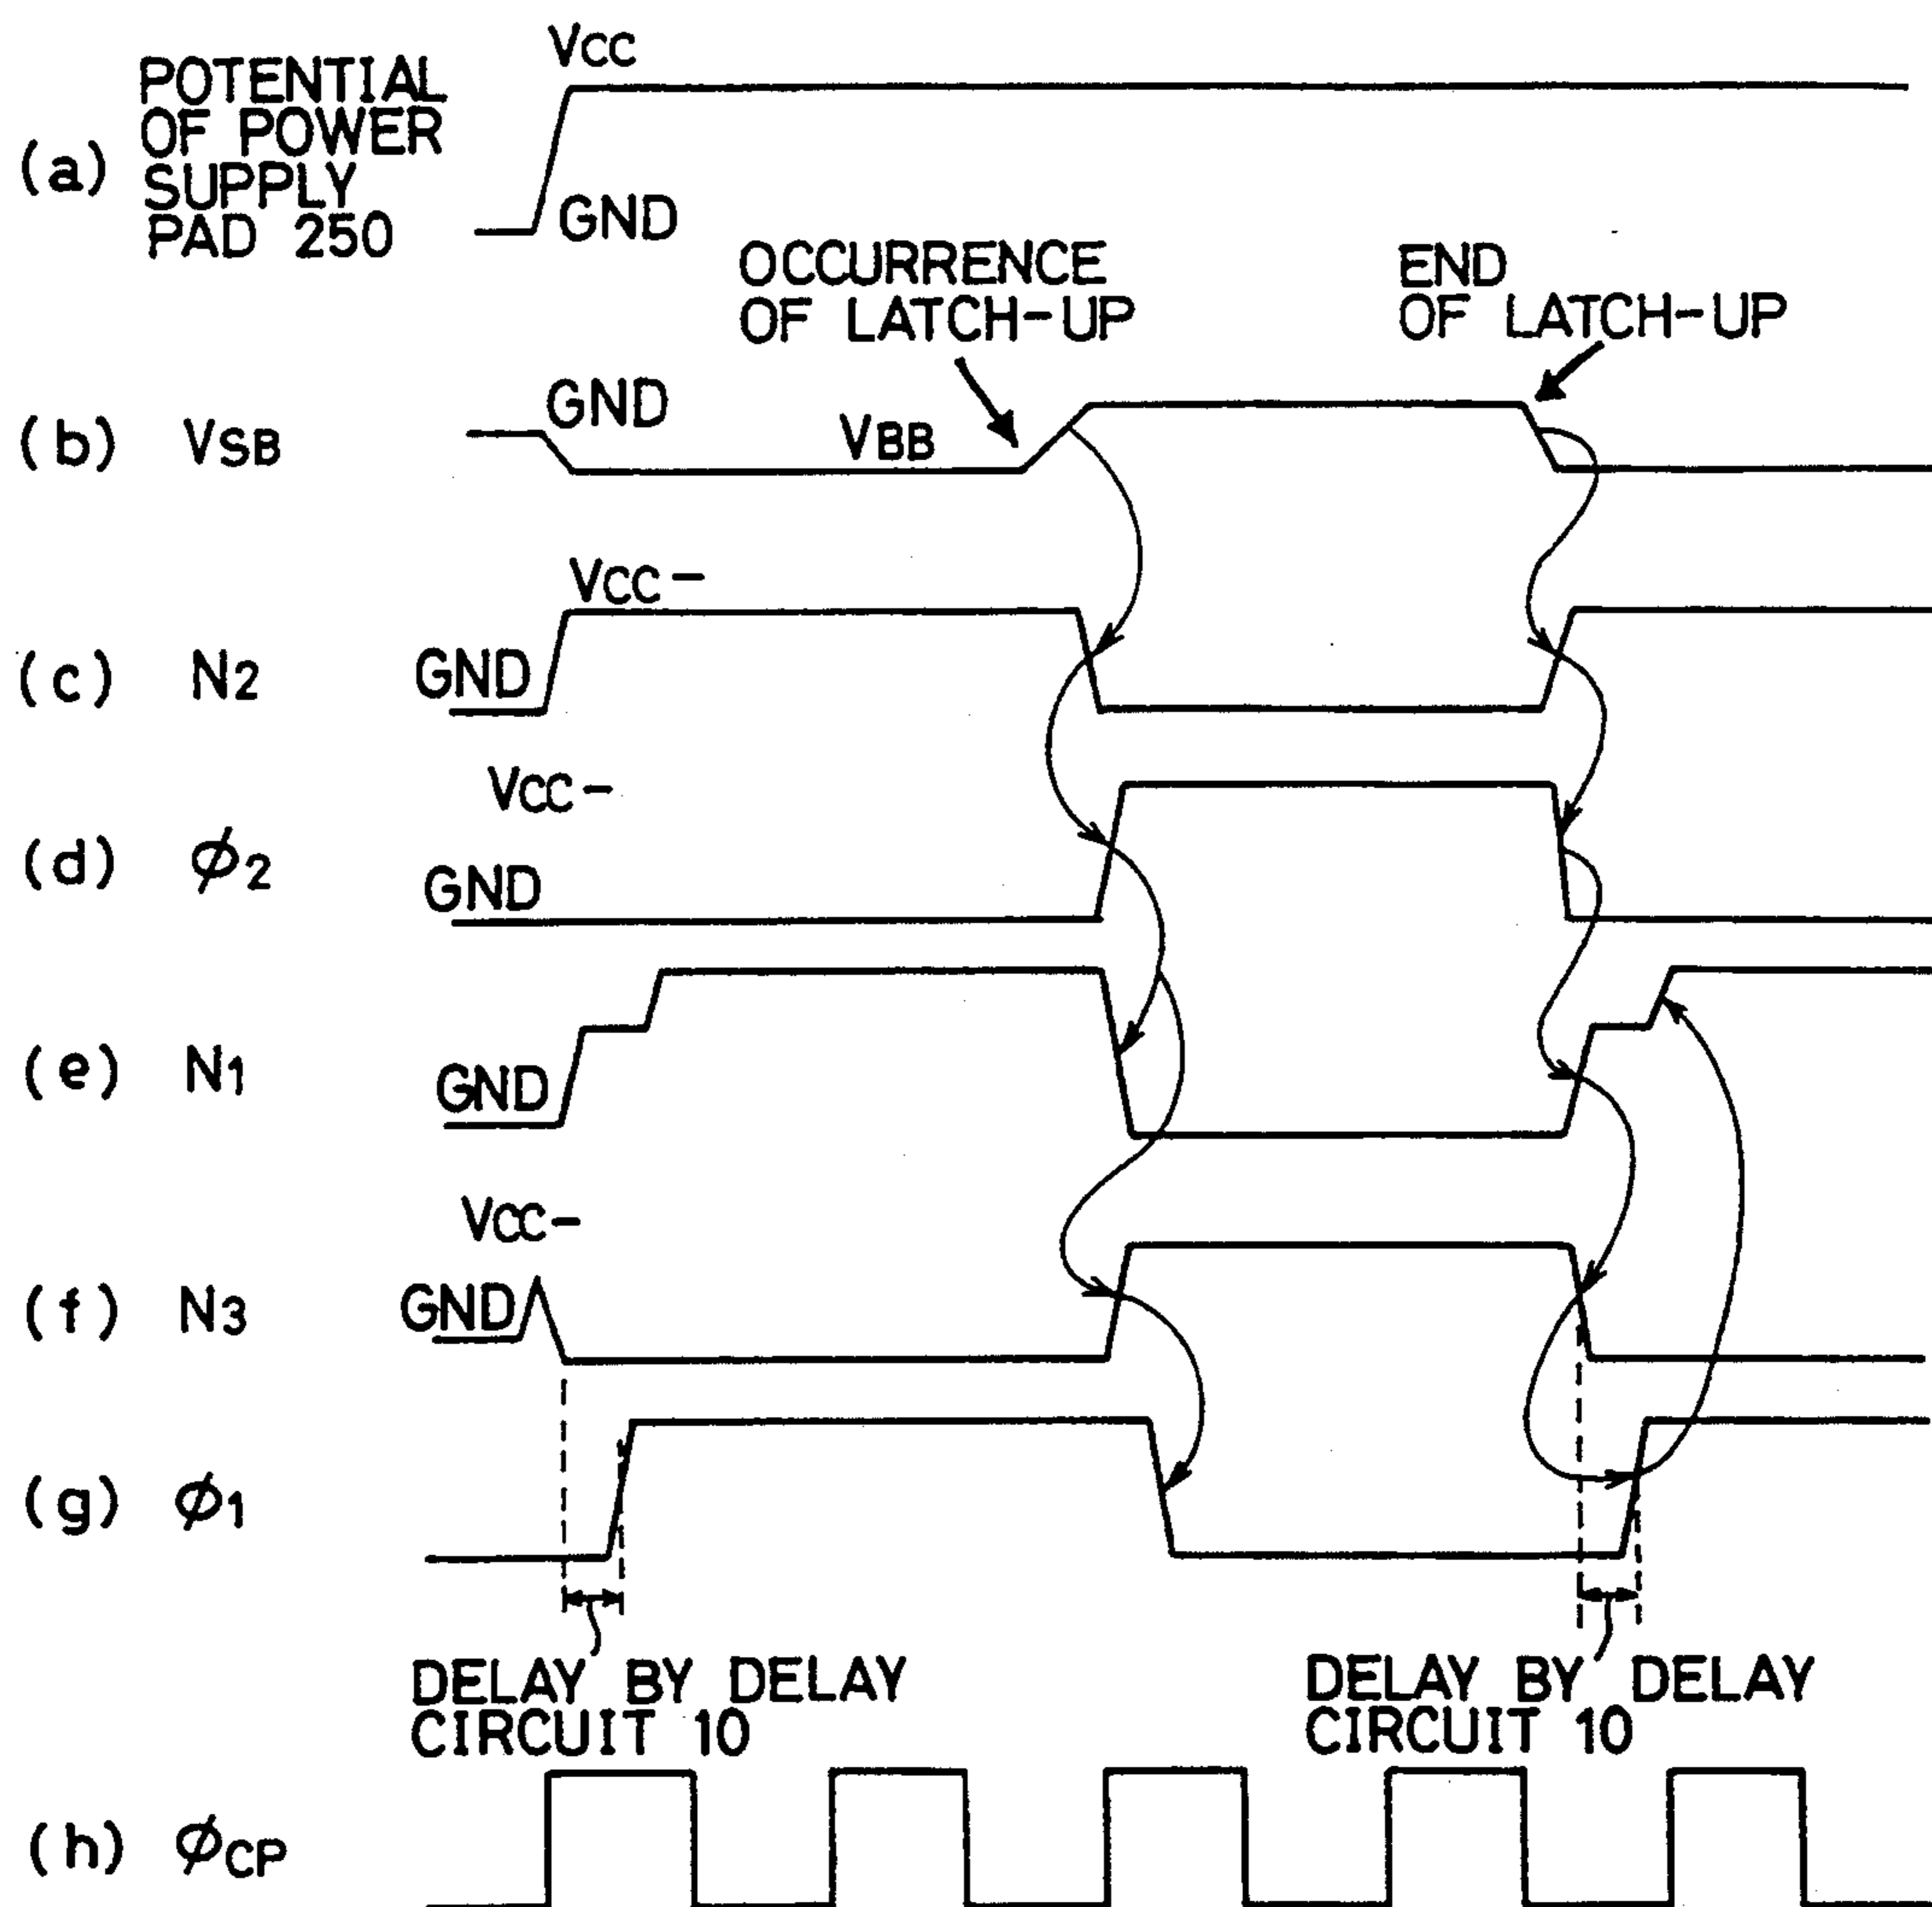 Vcc
(a) POTENTIAL
OF POWER
SUPPLY
PAD 250
GND
OCCURRENCE
OF LATCH-UP
END
OF LATCH-UP
(b) VSB
GND
VBB
Vcc-
(c) N2
GND
Vcc-
(d) ϕ2
GND
(e) N1
GND
Vcc-
(f) N3
GND
(g) ϕ1
DELAY BY DELAY
CIRCUIT 10
DELAY BY DELAY
CIRCUIT 10
(h) ϕCP